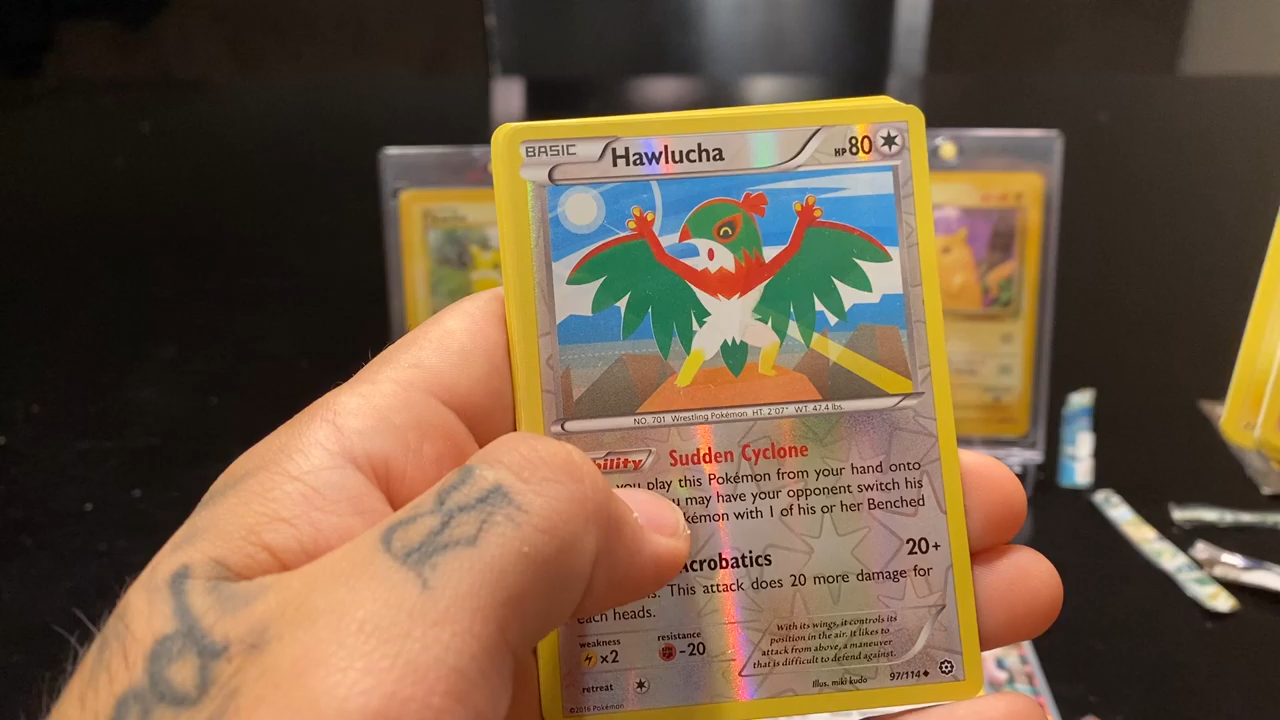 BASIC Hawlucha HP 80
NO. 701 Wrestling Pokémon HT. 2'07" WT. 47.4 lbs.
bility Sudden Cyclone
you play this Pokémon from your hand onto
you may have your opponent switch his
kémon with 1 of his or her Benched
Acrobatics 20+
This attack does 20 more damage for
each heads.
weakness resistance
×2 -20
retreat
With its wings, it controls its
position in the air. It likes to
attack from above, a maneuver
that is difficult to defend against.
Illus. miki kudo 97/114
©2016 Pokémon